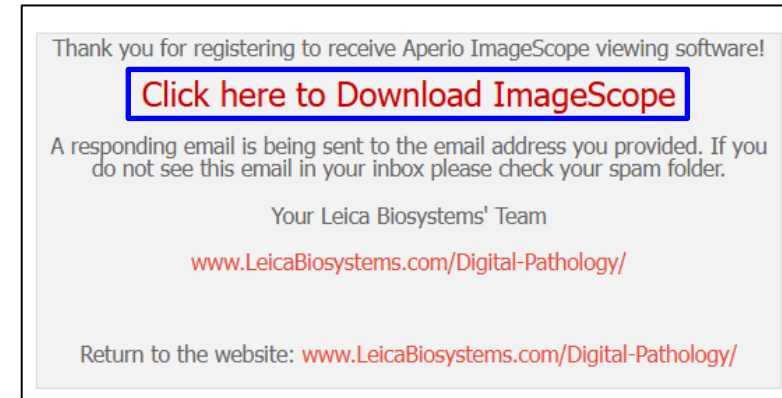 Thank you for registering to receive Aperio ImageScope viewing software!
Click here to Download ImageScope
A responding email is being sent to the email address you provided. If you
do not see this email in your inbox please check your spam folder.
Your Leica Biosystems' Team
www.LeicaBiosystems.com/Digital-Pathology/
Return to the website: www.LeicaBiosystems.com/Digital-Pathology/